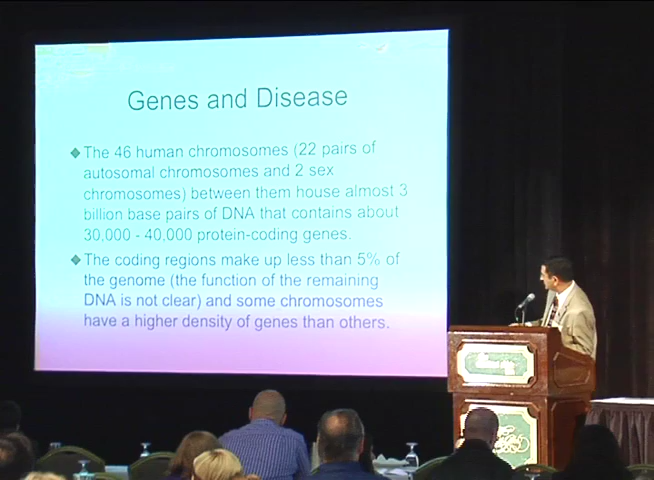 Genes and Disease
❖ The 46 human chromosomes (22 pairs of
autosomal chromosomes and 2 sex
chromosomes) between them house almost 3
billion base pairs of DNA that contains about
30,000 - 40,000 protein-coding genes.
❖ The coding regions make up less than 5% of
the genome (the function of the remaining
DNA is not clear) and some chromosomes
have a higher density of genes than others.